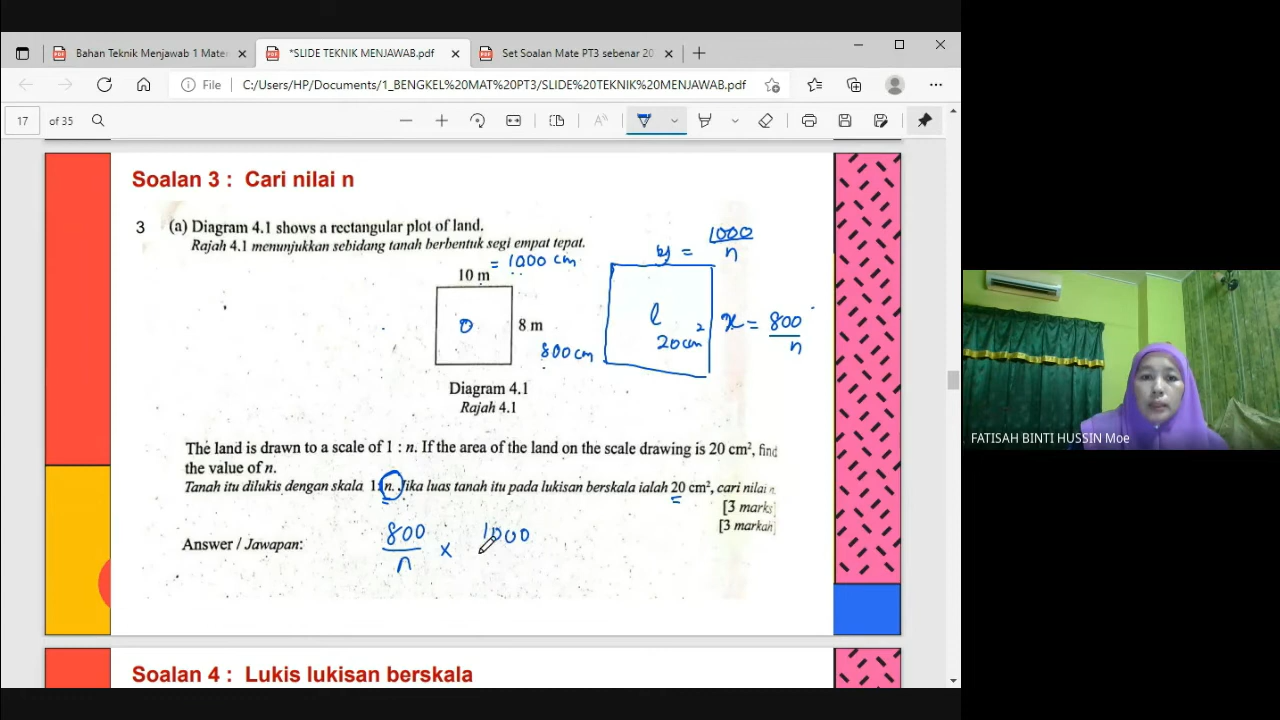 Bahan Teknik Menjawab 1 Mate
*SLIDE TEKNIK MENJAWAB.pdf
Set Soalan Mate PT3 sebenar 20
File
C:/Users/HP/Documents/1_BENGKEL%20MAT%20PT3/SLIDE%20TEKNIK%20MENJAWAB.pdf
17 of 35
Soalan 3 : Cari nilai n
3 (a) Diagram 4.1 shows a rectangular plot of land.
Rajah 4.1 menunjukkan sebidang tanah berbentuk segi empat tepat.
10 m = 1000 cm
8 m
800 cm
y = 1000/n
l
20 cm²
x = 800/n
Diagram 4.1
Rajah 4.1
The land is drawn to a scale of 1 : n. If the area of the land on the scale drawing is 20 cm², find
the value of n.
Tanah itu dilukis dengan skala 1: n. Jika luas tanah itu pada lukisan berskala ialah 20 cm², cari nilai n
[3 marks
[3 markah
Answer / Jawapan:
800/n × 1000
Soalan 4 : Lukis lukisan berskala
FATISAH BINTI HUSSIN Moe